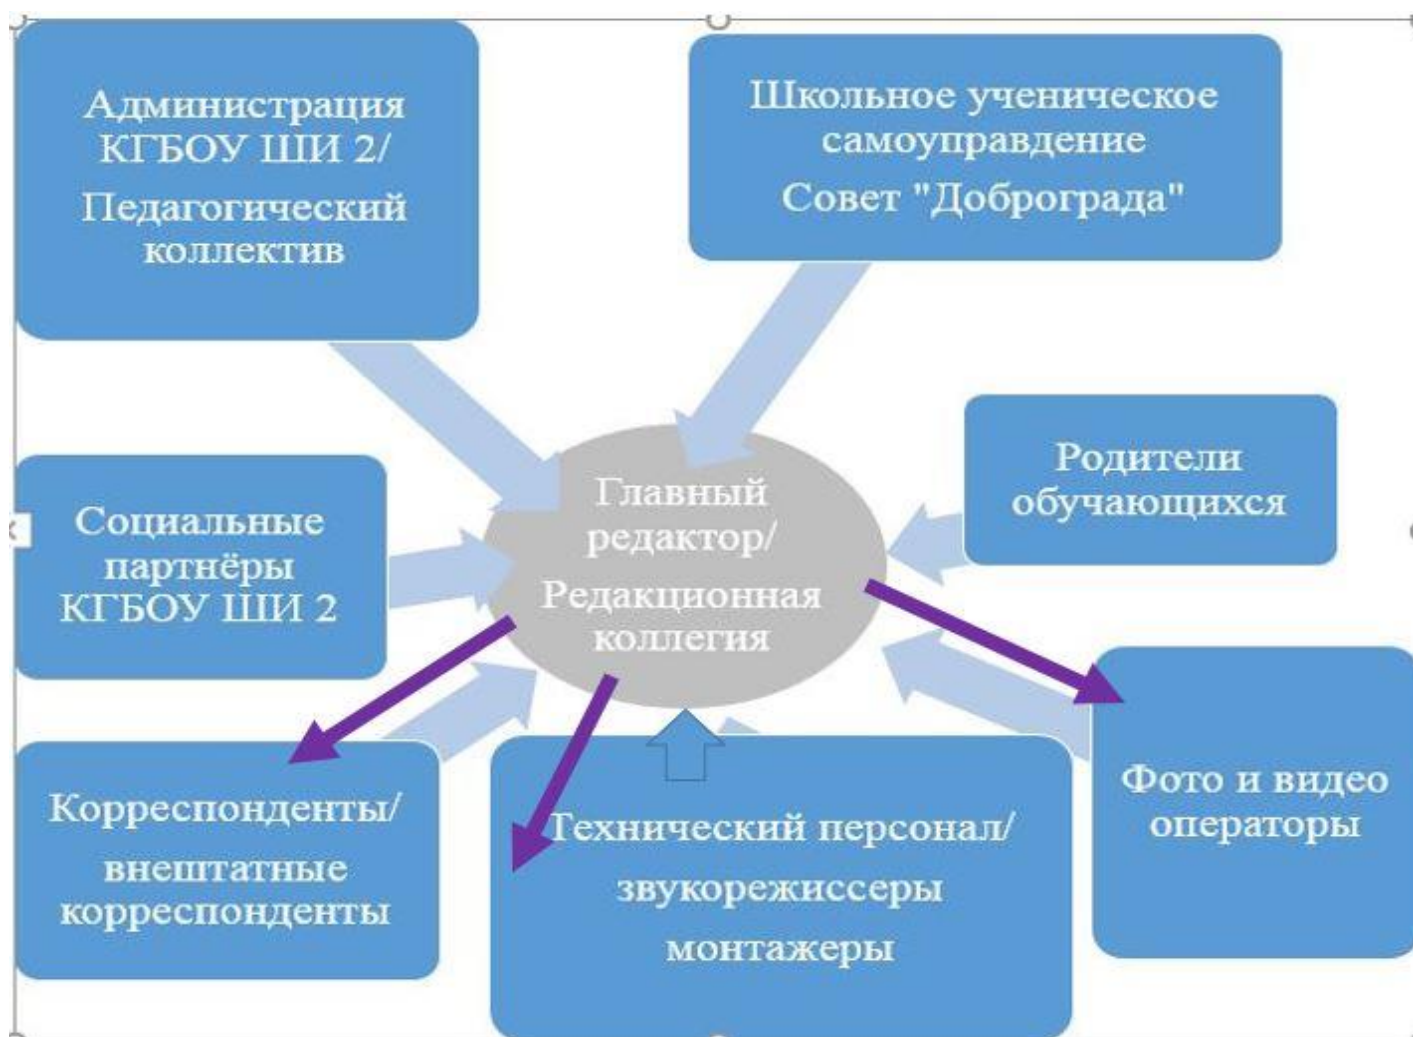 Администрация
КГБОУ ШИ 2/
Педагогический
коллектив
Школьное ученическое
самоуправдение
Совет "Доброграда"
Родители
обучающихся
Социальные
партнёры
КГБОУ ШИ 2
Главный
редактор/
Редакционная
коллегия
Корреспонденты/
внештатные
корреспонденты
Технический персонал/
звукорежиссеры
монтажеры
Фото и видео
операторы